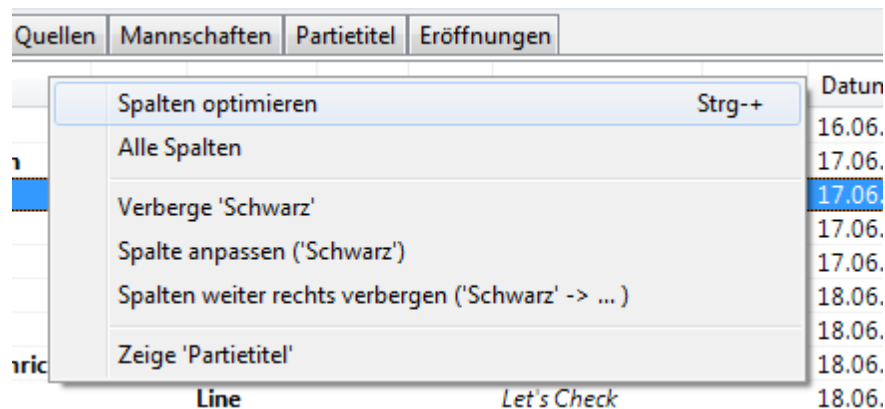 Quellen Mannschaften Partietitel Eröffnungen
Spalten optimieren Strg-+
16.06.
Alle Spalten
17.06.
17.06.
Verberge 'Schwarz'
17.06.
Spalte anpassen ('Schwarz')
17.06.
Spalten weiter rechts verbergen ('Schwarz' -> ... )
18.06.
18.06.
Zeige 'Partietitel'
18.06.
Line Let's Check 18.06.